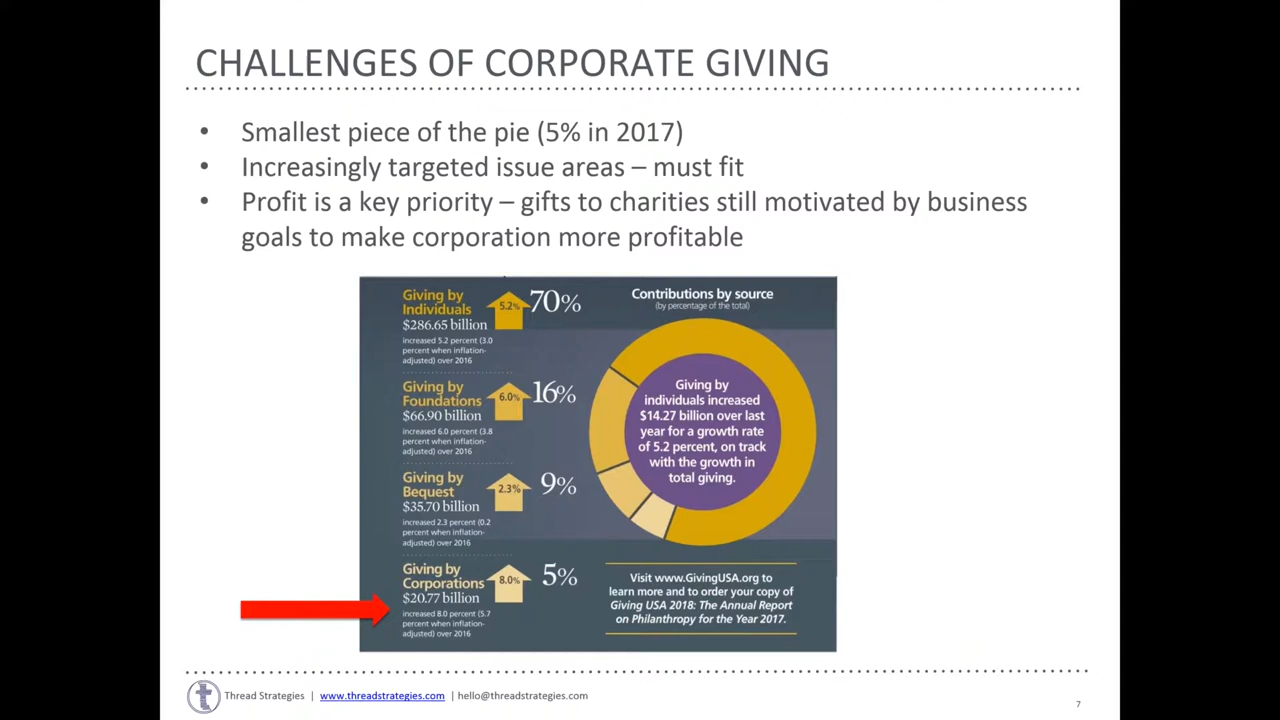 CHALLENGES OF CORPORATE GIVING
• Smallest piece of the pie (5% in 2017)
• Increasingly targeted issue areas – must fit
• Profit is a key priority – gifts to charities still motivated by business
goals to make corporation more profitable
Giving by
Individuals
$286.65 billion
increased 5.2 percent (3.0
percent when inflation-
adjusted) over 2016
5.2%
70%
Giving by
Foundations
$66.90 billion
increased 6.0 percent (3.8
percent when inflation-
adjusted) over 2016
6.0%
16%
Giving by
Bequest
$35.70 billion
increased 2.3 percent (0.2
percent when inflation-
adjusted) over 2016
2.3%
9%
Giving by
Corporations
$20.77 billion
increased 8.0 percent (5.7
percent when inflation-
adjusted) over 2016
8.0%
5%
Contributions by source
(by percentage of the total)
Giving by
individuals increased
$14.27 billion over last
year for a growth rate
of 5.2 percent, on track
with the growth in
total giving.
Visit www.GivingUSA.org to
learn more and to order your copy of
Giving USA 2018: The Annual Report
on Philanthropy for the Year 2017.
Thread Strategies | www.threadstrategies.com | hello@threadstrategies.com
7